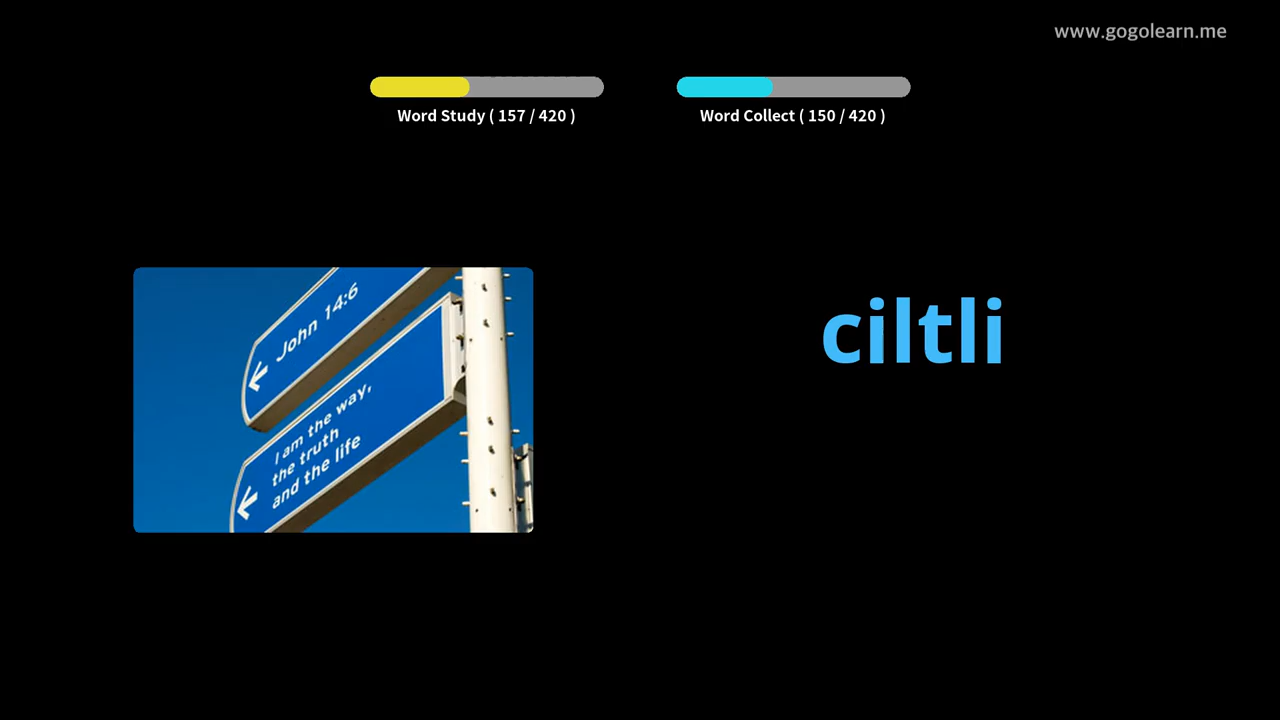 www.gogolearn.me
Word Study ( 157 / 420 )
Word Collect ( 150 / 420 )
John 14:6
I am the way,
the truth
and the life
ciltli